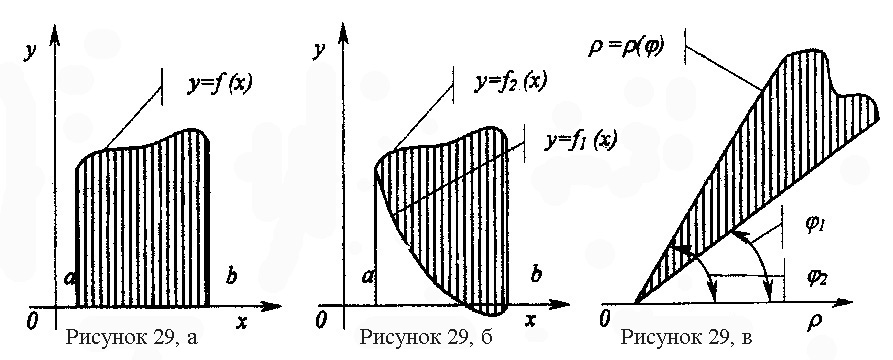 y
y=f (x)
a
b
0
x
Рисунок 29, а
y
y=f₂ (x)
y=f₁ (x)
a
b
0
x
Рисунок 29, б
ρ =ρ(φ)
φ₁
φ₂
0
ρ
Рисунок 29, в